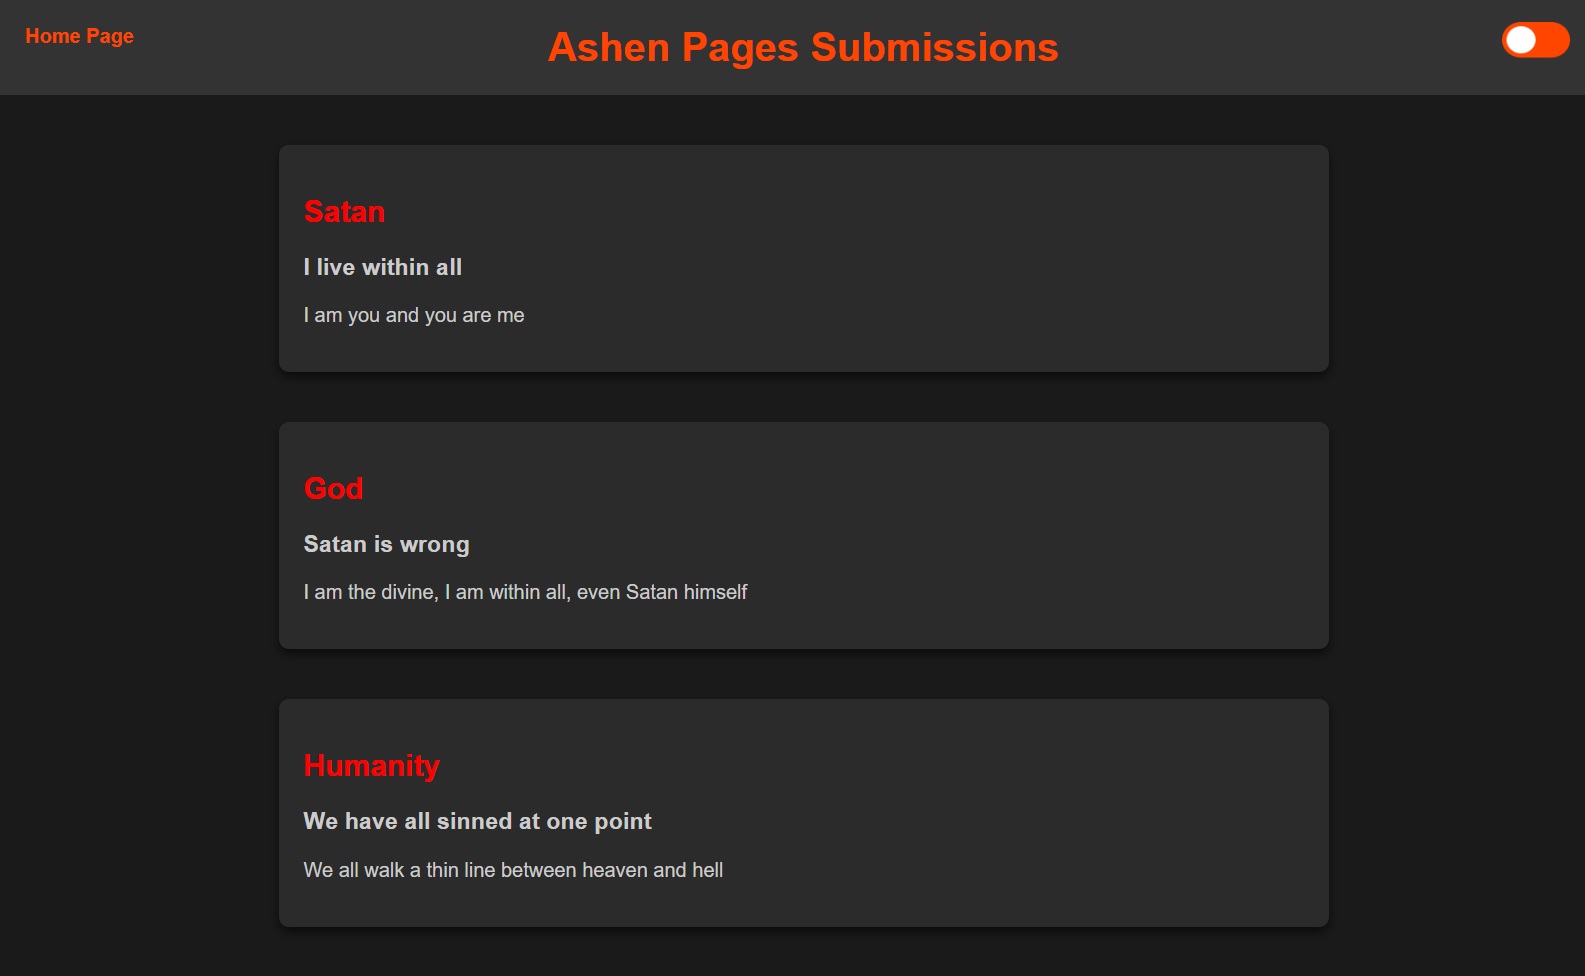 Home Page
Ashen Pages Submissions
Satan
I live within all
I am you and you are me
God
Satan is wrong
I am the divine, I am within all, even Satan himself
Humanity
We have all sinned at one point
We all walk a thin line between heaven and hell